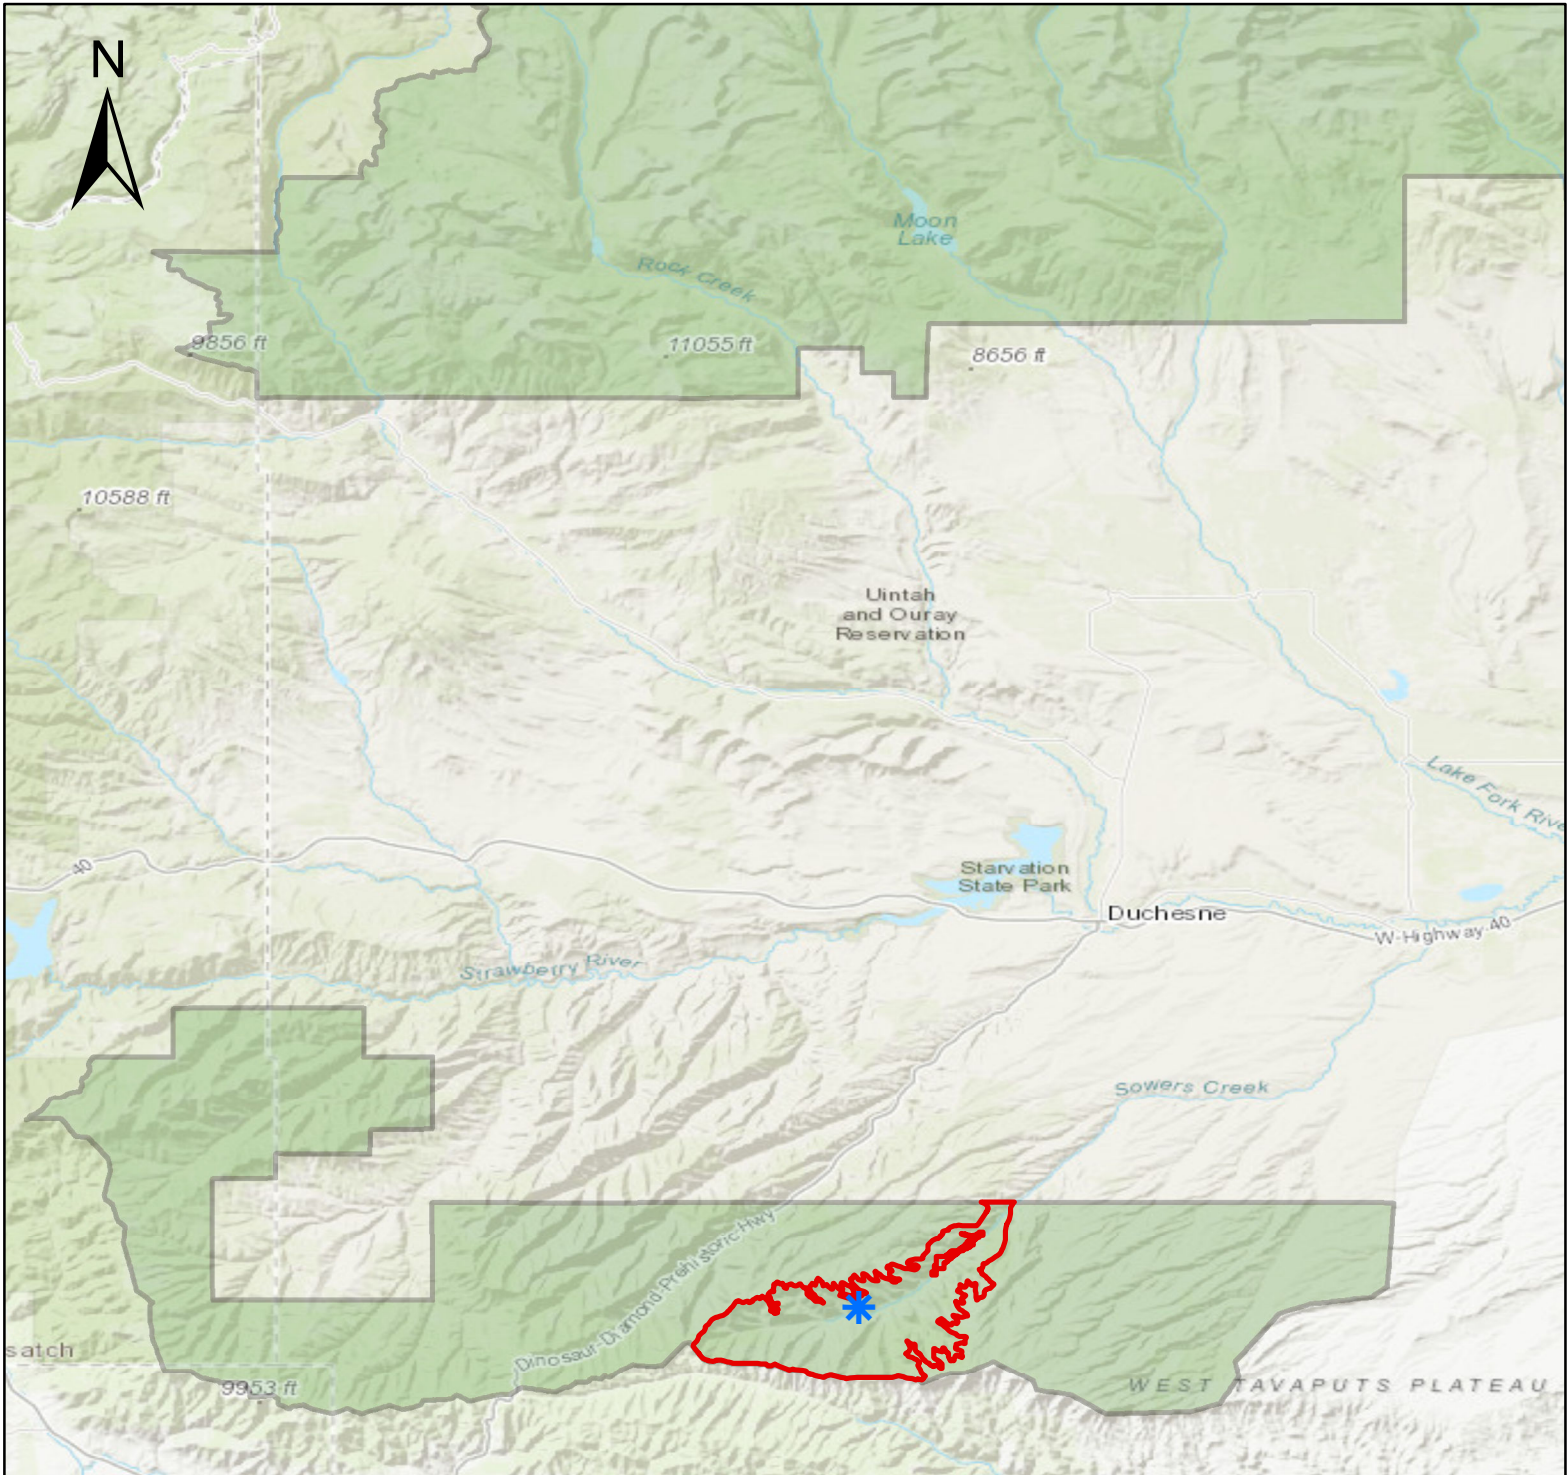 N
Moon
Lake
Rock Creek
9856 ft
11055 ft
8656 ft
10588 ft
Uintah
and Ouray
Reservation
Lake Fork Rive
40
Starvation
State Park
Duchesne
W-Highway 40
Strawberry River
Sowers Creek
Dinosaur-Diamond-Prehistoric-Hwy
satch
9953 ft
WEST TAVAPUTS PLATEAU